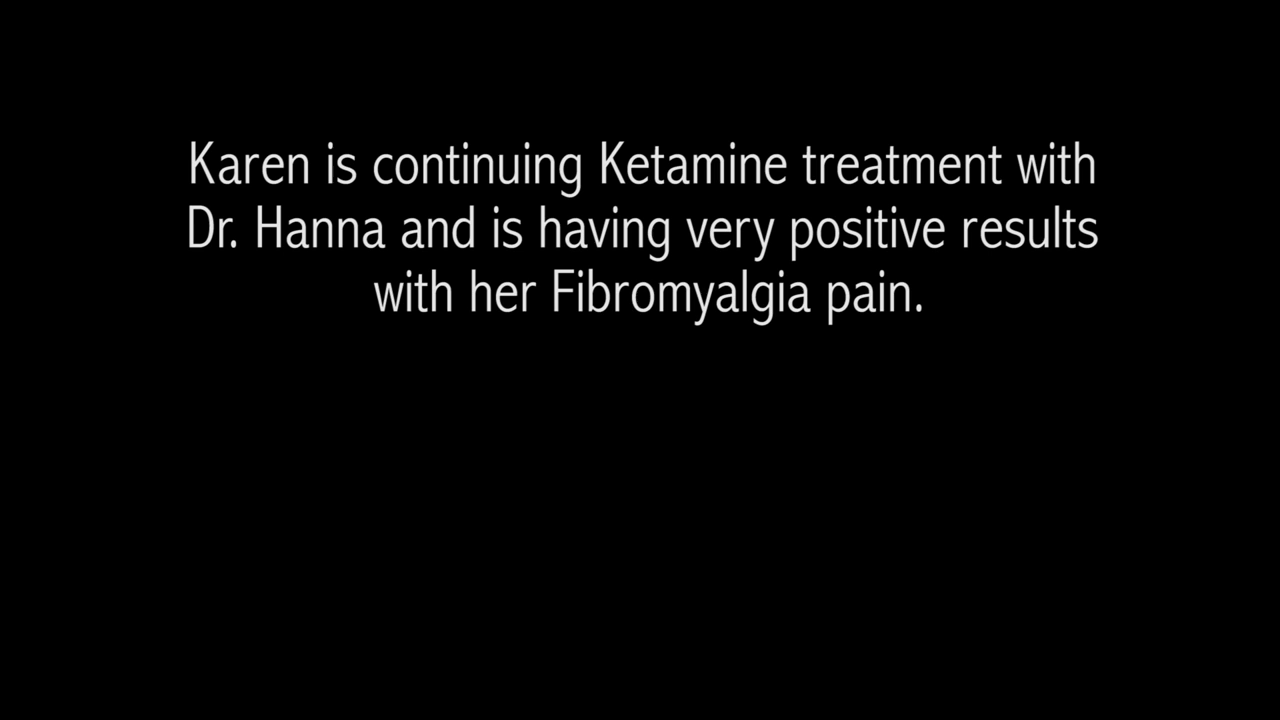 Karen is continuing Ketamine treatment with
Dr. Hanna and is having very positive results
with her Fibromyalgia pain.